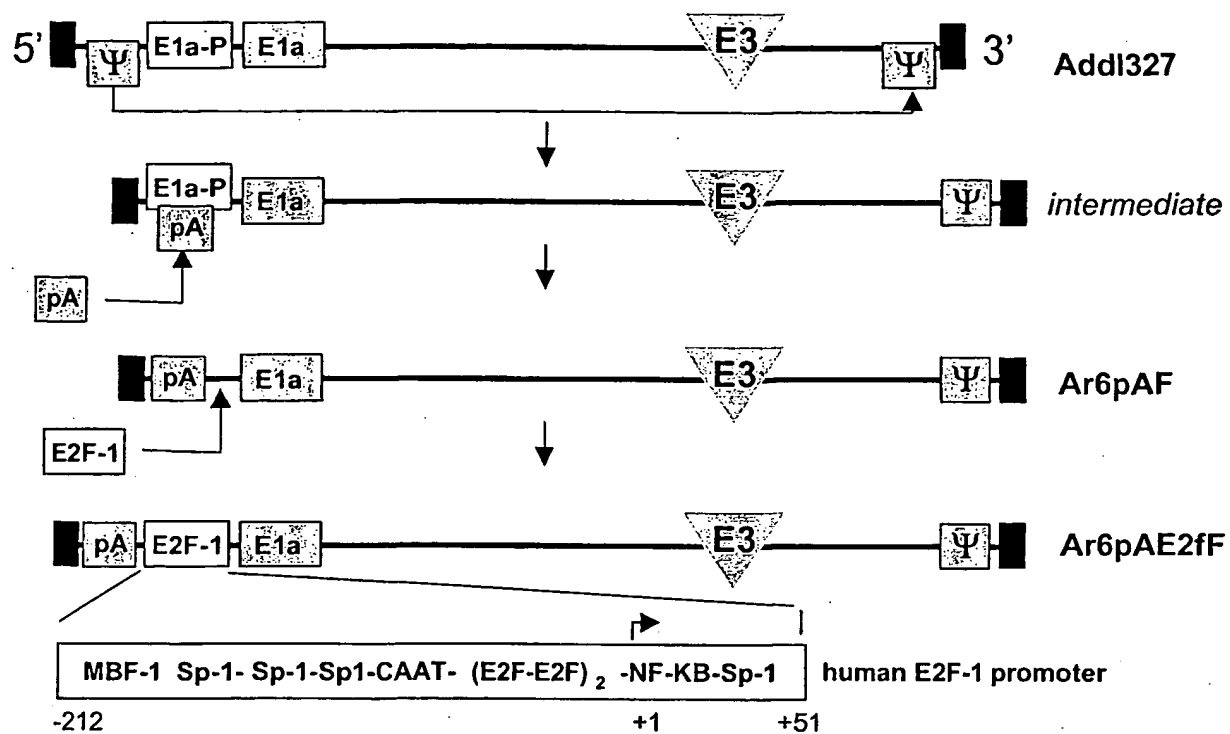 5' Ψ E1a-P E1a E3 Ψ 3' Addl327
E1a-P pA E1a E3 Ψ intermediate
pA
pA E1a E3 Ψ Ar6pAF
E2F-1
pA E2F-1 E1a E3 Ψ Ar6pAE2fF
MBF-1 Sp-1- Sp-1-Sp1-CAAT- (E2F-E2F) 2 -NF-KB-Sp-1 human E2F-1 promoter
-212 +1 +51